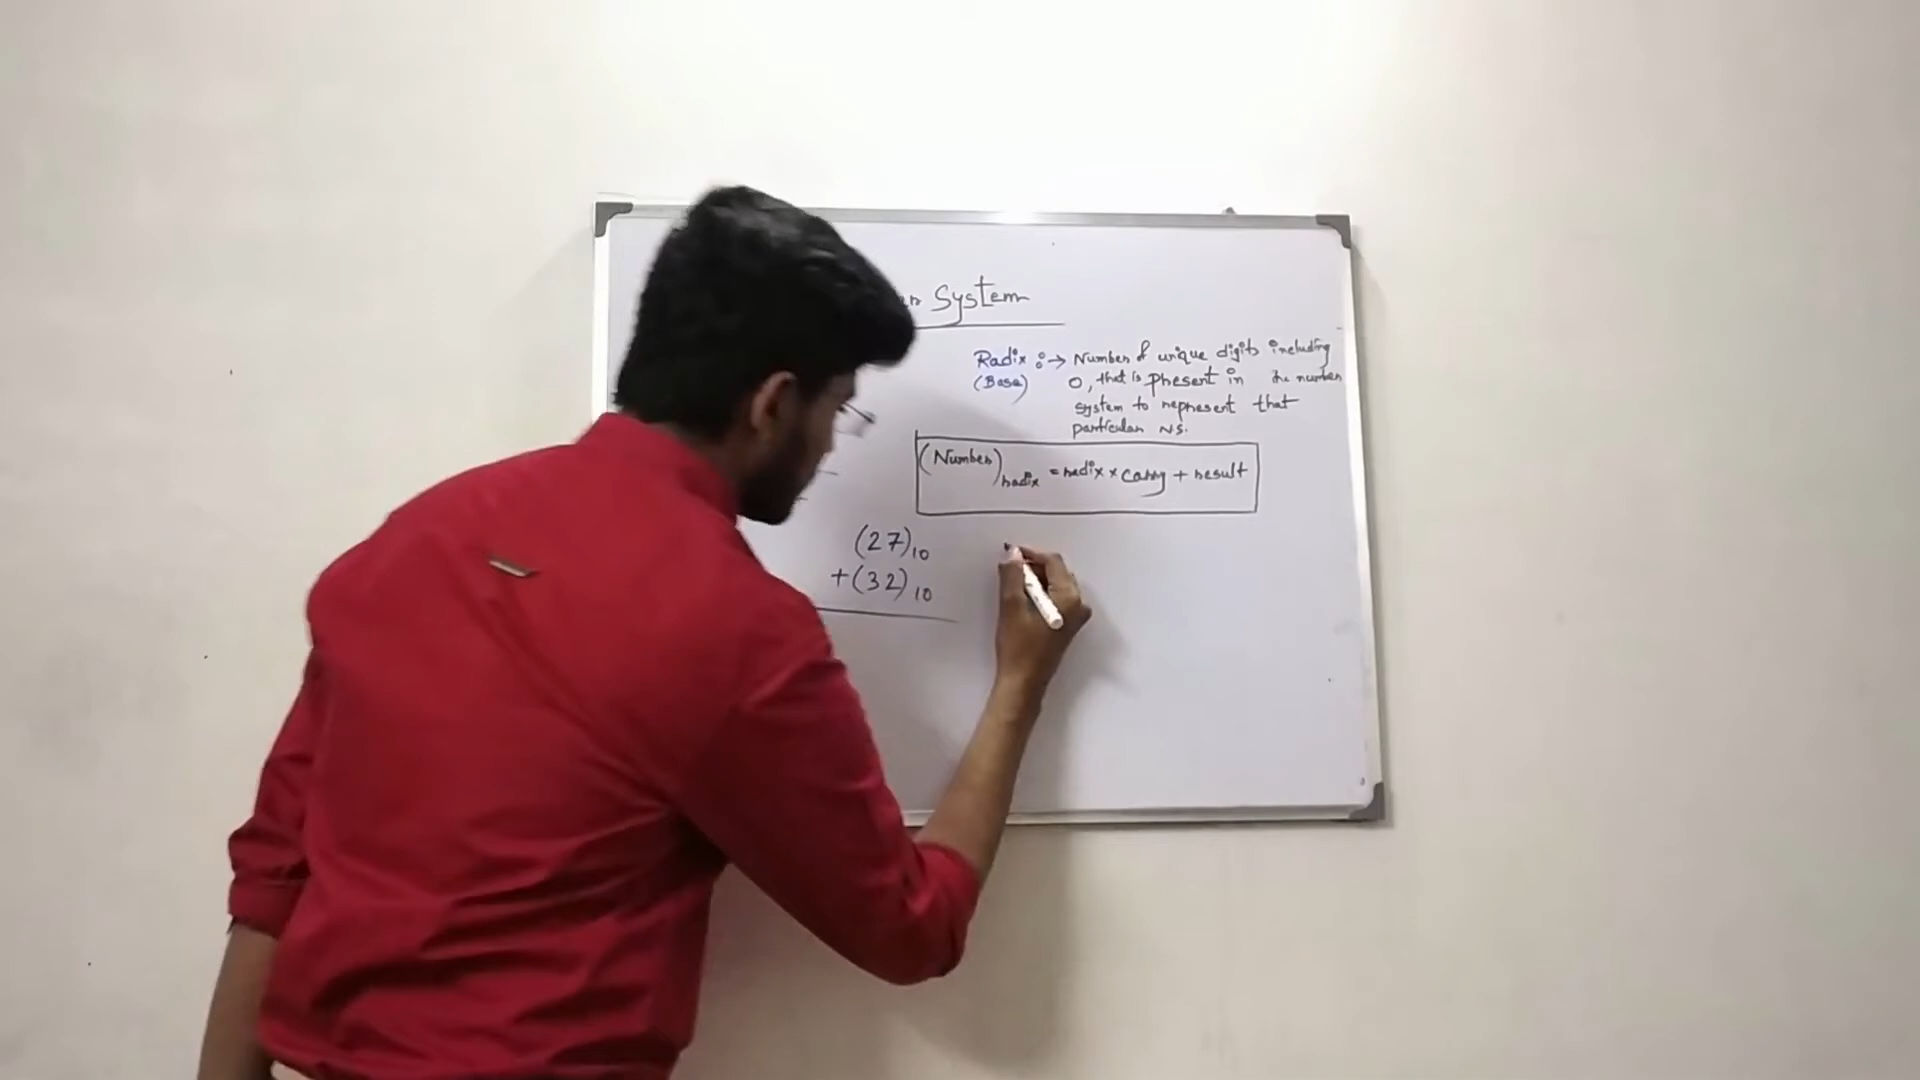 System
Radix :→ Number of unique digits including
(Base) 0, that is present in the number
system to represent that
particular N.S.
(Number)radix = radix × carry + result
(27)10
+(32)10